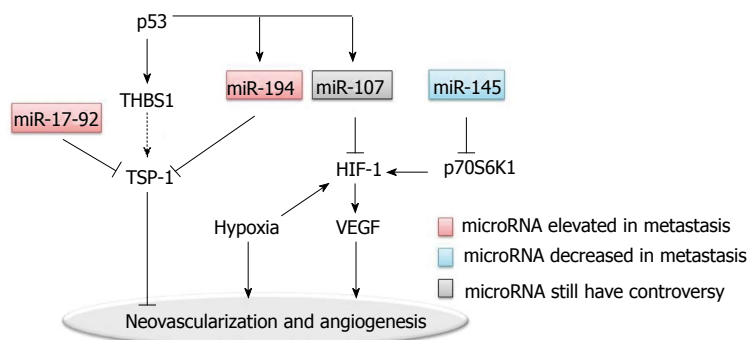 p53
THBS1
miR-194
miR-107
miR-145
miR-17-92
TSP-1
HIF-1
p70S6K1
Hypoxia
VEGF
microRNA elevated in metastasis
microRNA decreased in metastasis
microRNA still have controversy
Neovascularization and angiogenesis